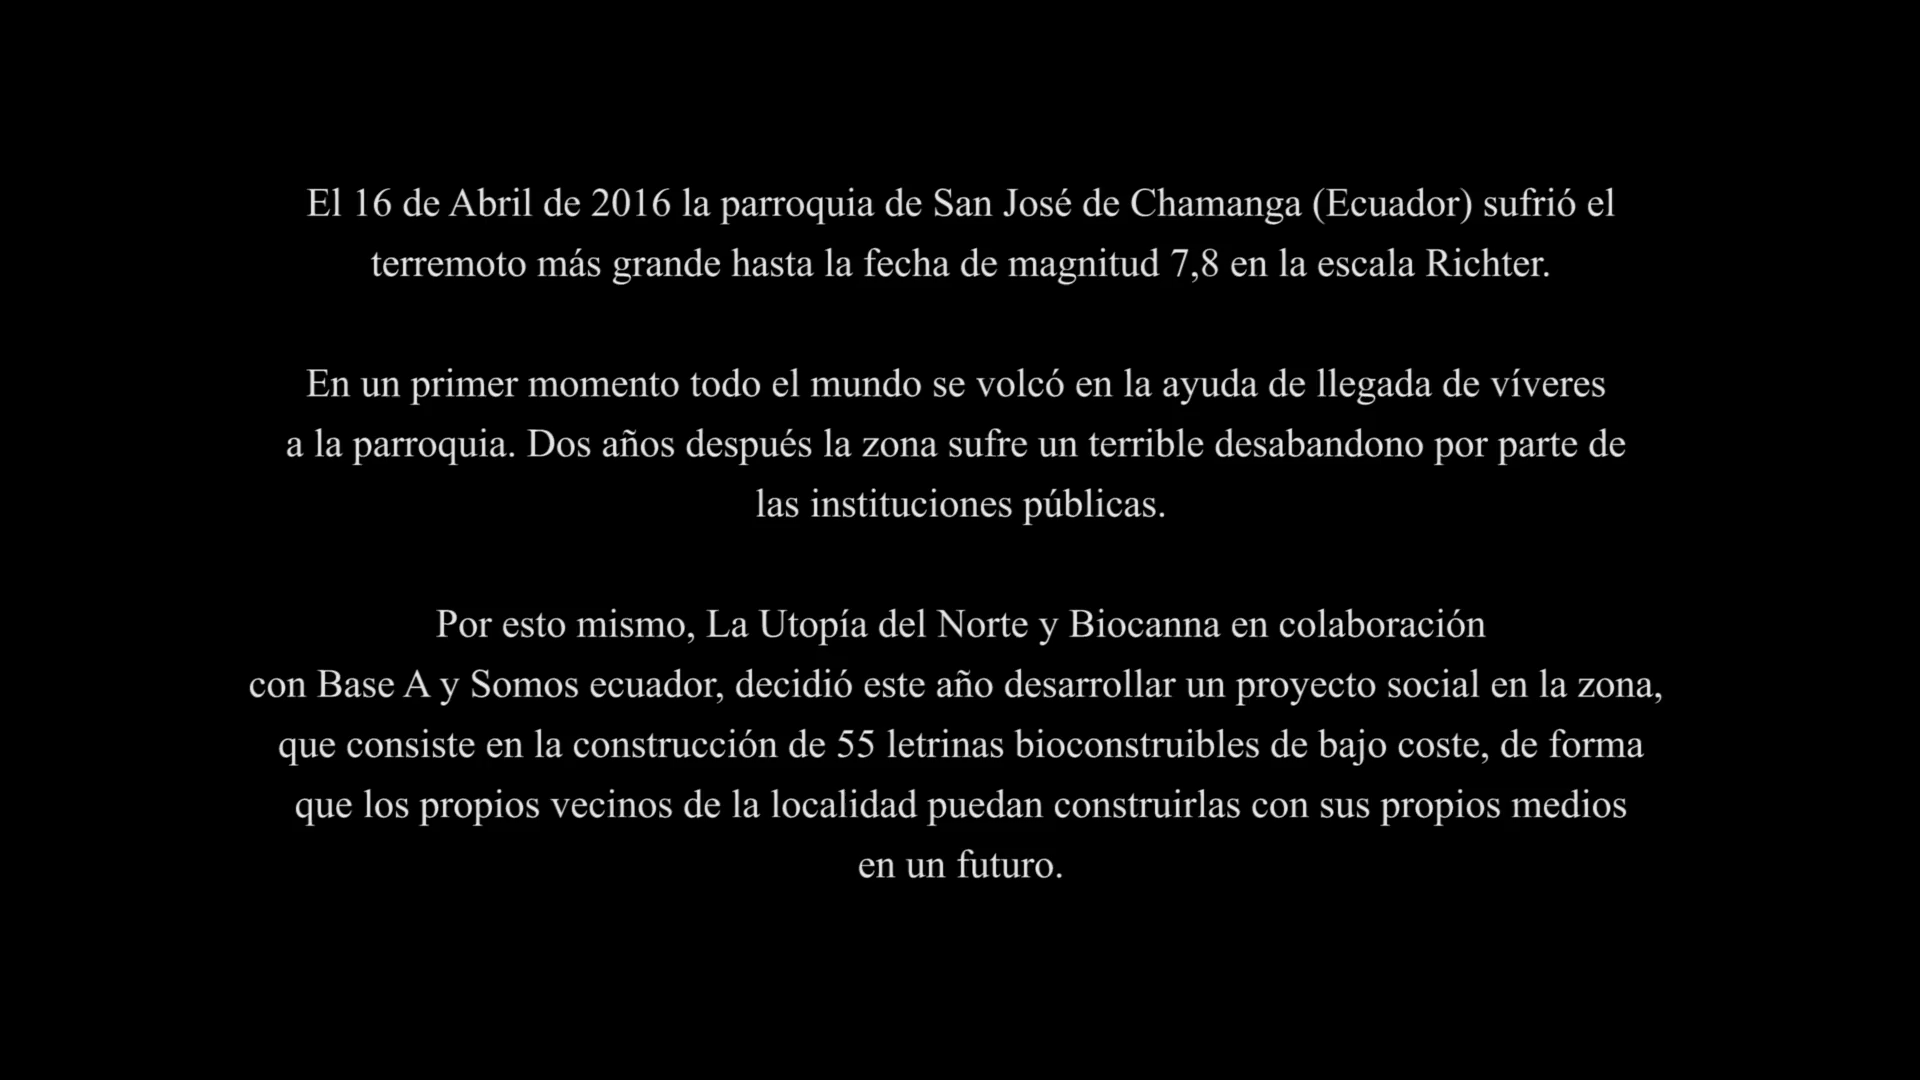 El 16 de Abril de 2016 la parroquia de San José de Chamanga (Ecuador) sufrió el
terremoto más grande hasta la fecha de magnitud 7,8 en la escala Richter.
En un primer momento todo el mundo se volcó en la ayuda de llegada de víveres
a la parroquia. Dos años después la zona sufre un terrible desabandono por parte de
las instituciones públicas.
Por esto mismo, La Utopía del Norte y Biocanna en colaboración
con Base A y Somos ecuador, decidió este año desarrollar un proyecto social en la zona,
que consiste en la construcción de 55 letrinas bioconstruibles de bajo coste, de forma
que los propios vecinos de la localidad puedan construirlas con sus propios medios
en un futuro.